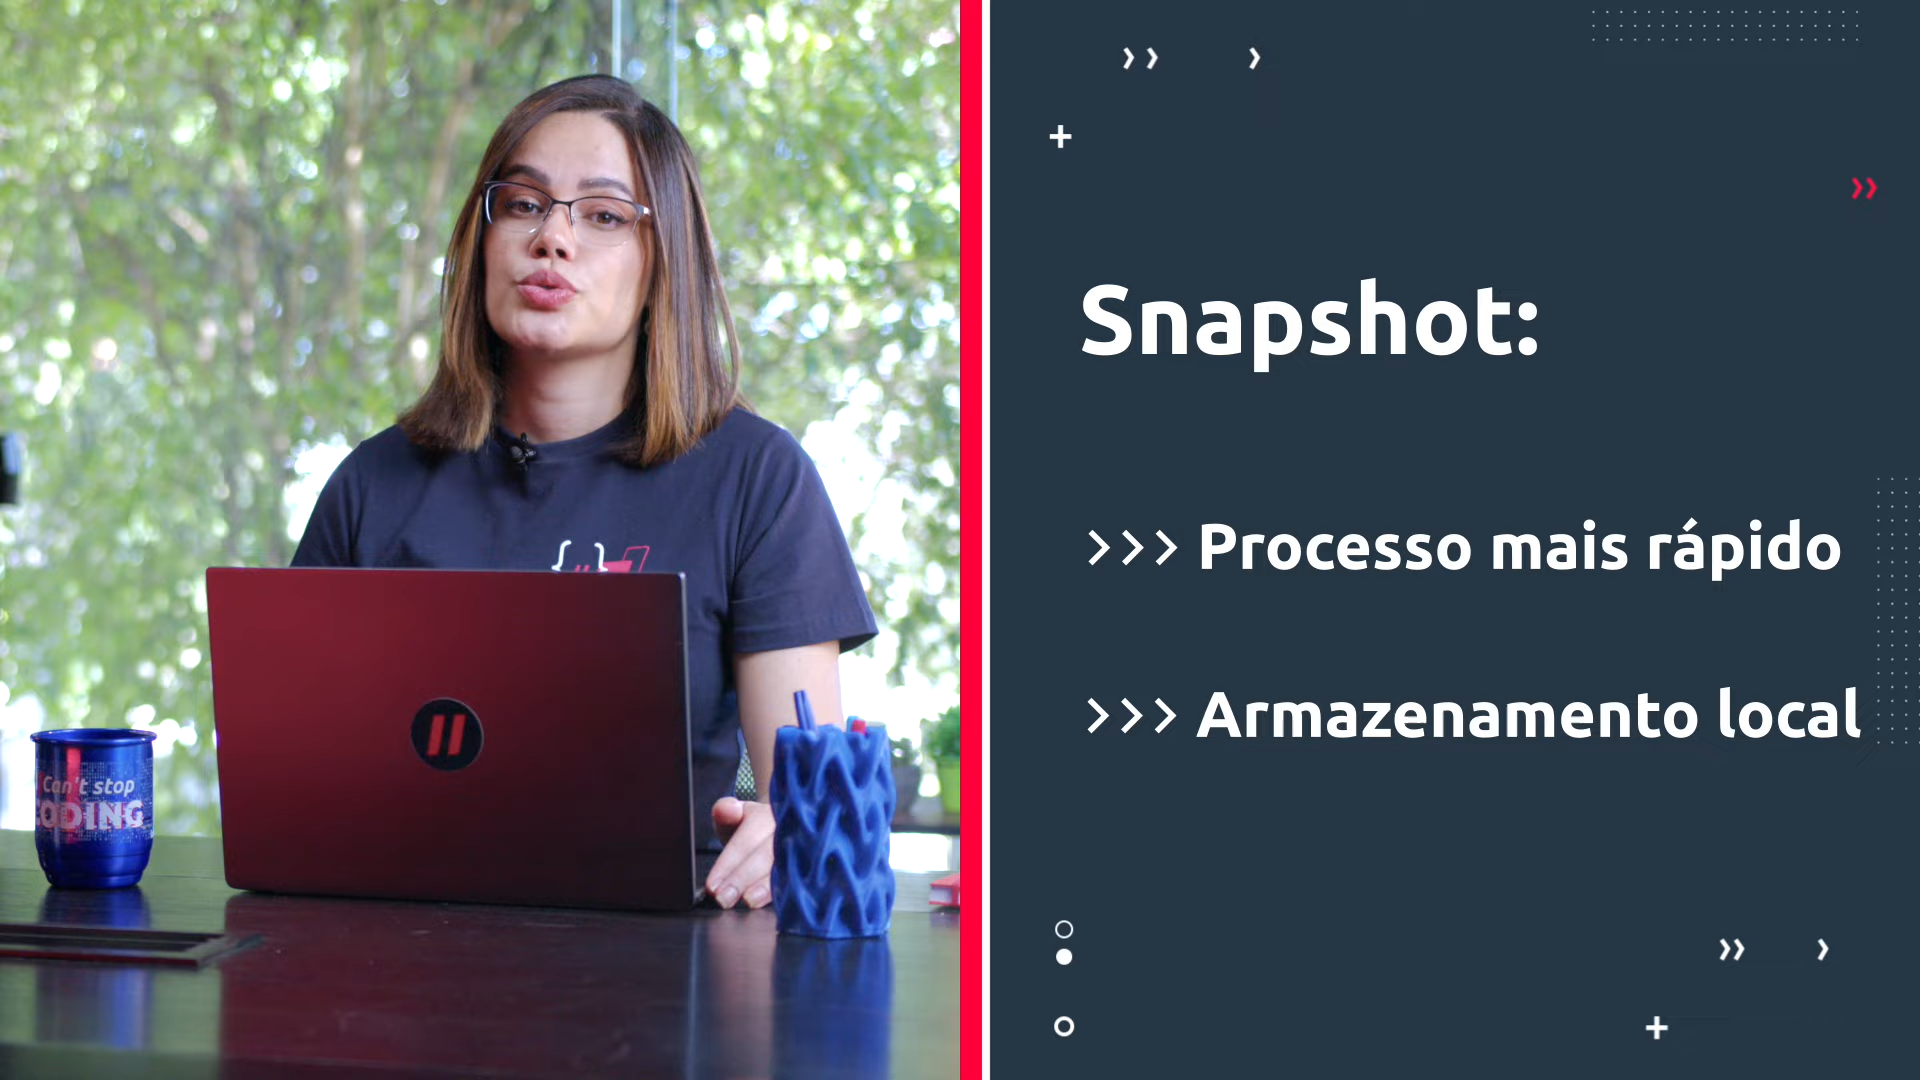 Snapshot:
>>> Processo mais rápido
>>> Armazenamento local
Can't stop
CODING